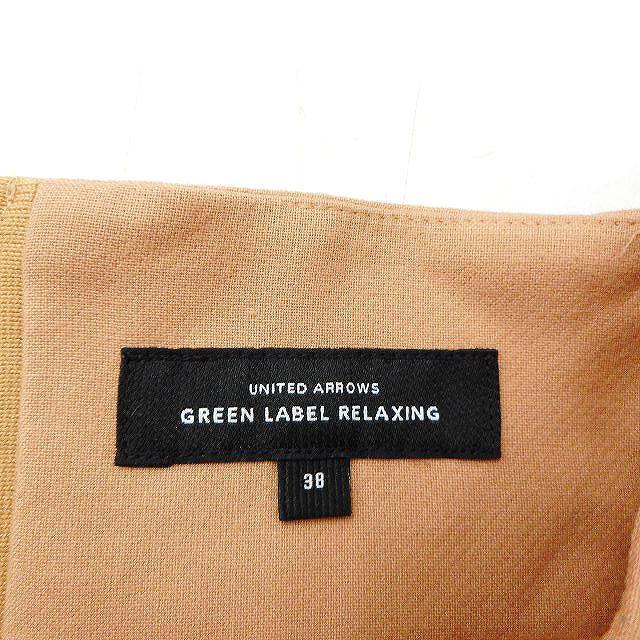 UNITED ARROWS
GREEN LABEL RELAXING
38